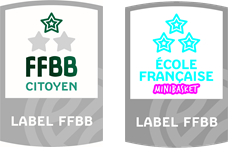 FFBB
CITOYEN
LABEL FFBB
ÉCOLE
FRANÇAISE
MINIBASKET
LABEL FFBB